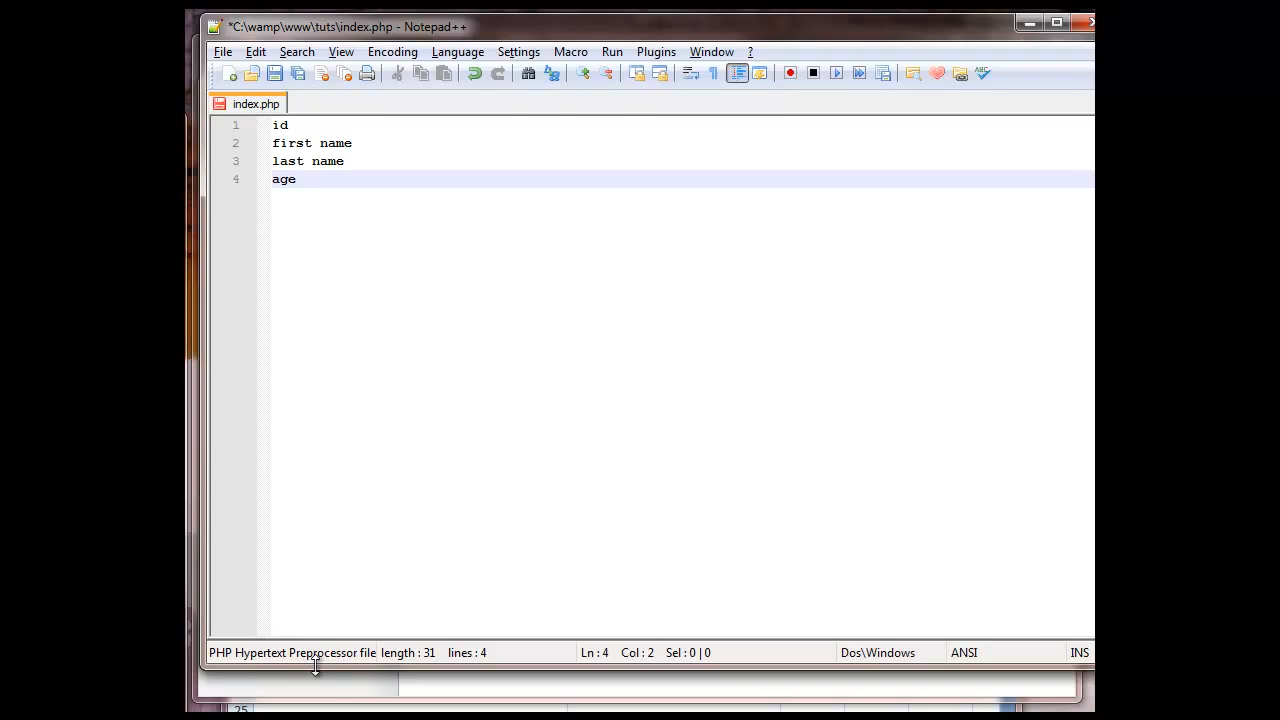 *C:\wamp\www\tuts\index.php - Notepad++
File Edit Search View Encoding Language Settings Macro Run Plugins Window ?
index.php
1 id
2 first name
3 last name
4 age
PHP Hypertext Preprocessor file length : 31 lines : 4 Ln : 4 Col : 2 Sel : 0 | 0 Dos\Windows ANSI INS
25